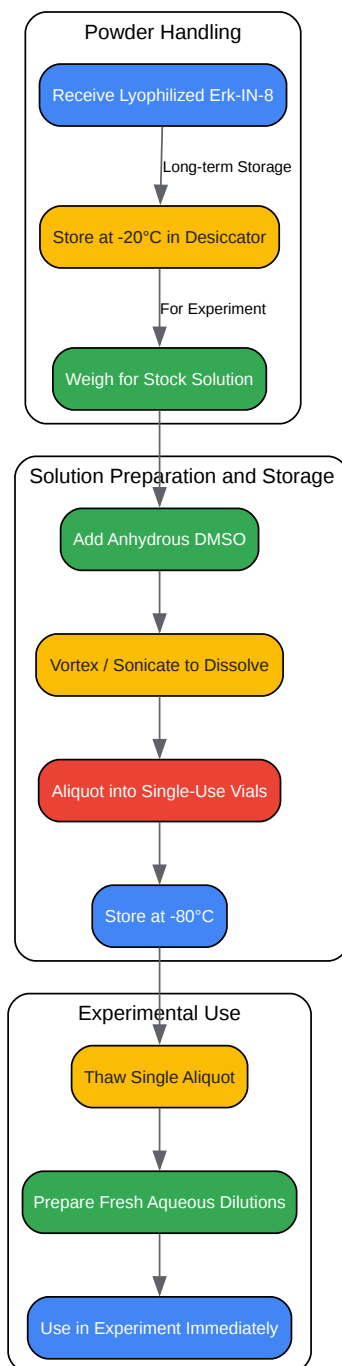 Powder Handling
Receive Lyophilized Erk-IN-8
Long-term Storage
Store at -20°C in Desiccator
For Experiment
Weigh for Stock Solution
Solution Preparation and Storage
Add Anhydrous DMSO
Vortex / Sonicate to Dissolve
Aliquot into Single-Use Vials
Store at -80°C
Experimental Use
Thaw Single Aliquot
Prepare Fresh Aqueous Dilutions
Use in Experiment Immediately